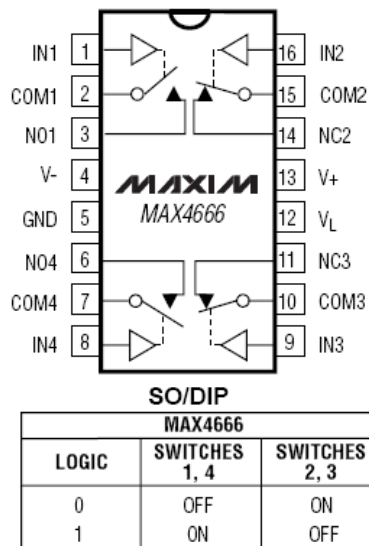 IN1 1 16 IN2
COM1 2 15 COM2
NO1 3 14 NC2
V- 4 MAXIM 13 V+
GND 5 MAX4666 12 VL
NO4 6 11 NC3
COM4 7 10 COM3
IN4 8 9 IN3
SO/DIP
MAX4666
LOGIC SWITCHES 1, 4 SWITCHES 2, 3
0 OFF ON
1 ON OFF